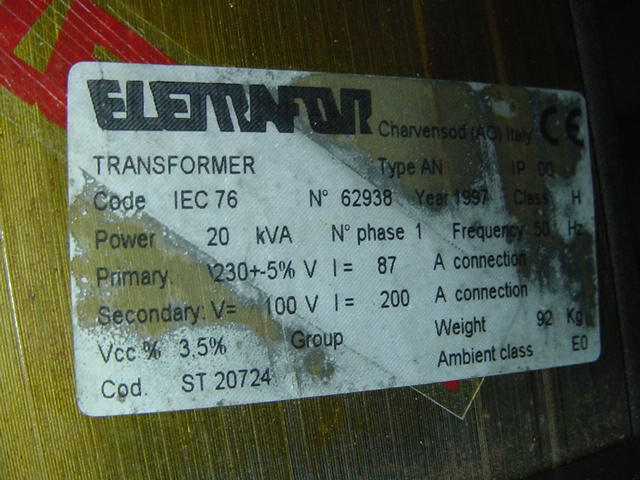 ELETTRAFOR
Charvensod (AO) Italy CE
TRANSFORMER Type AN IP 00
Code IEC 76 N° 62938 Year 1997 Class H
Power 20 kVA N° phase 1 Frequency 50 Hz
Primary: 230+-5% V I = 87 A connection
Secondary: V= 100 V I = 200 A connection
Group Weight 92 Kg
Vcc % 3,5% Ambient class E0
Cod. ST 20724